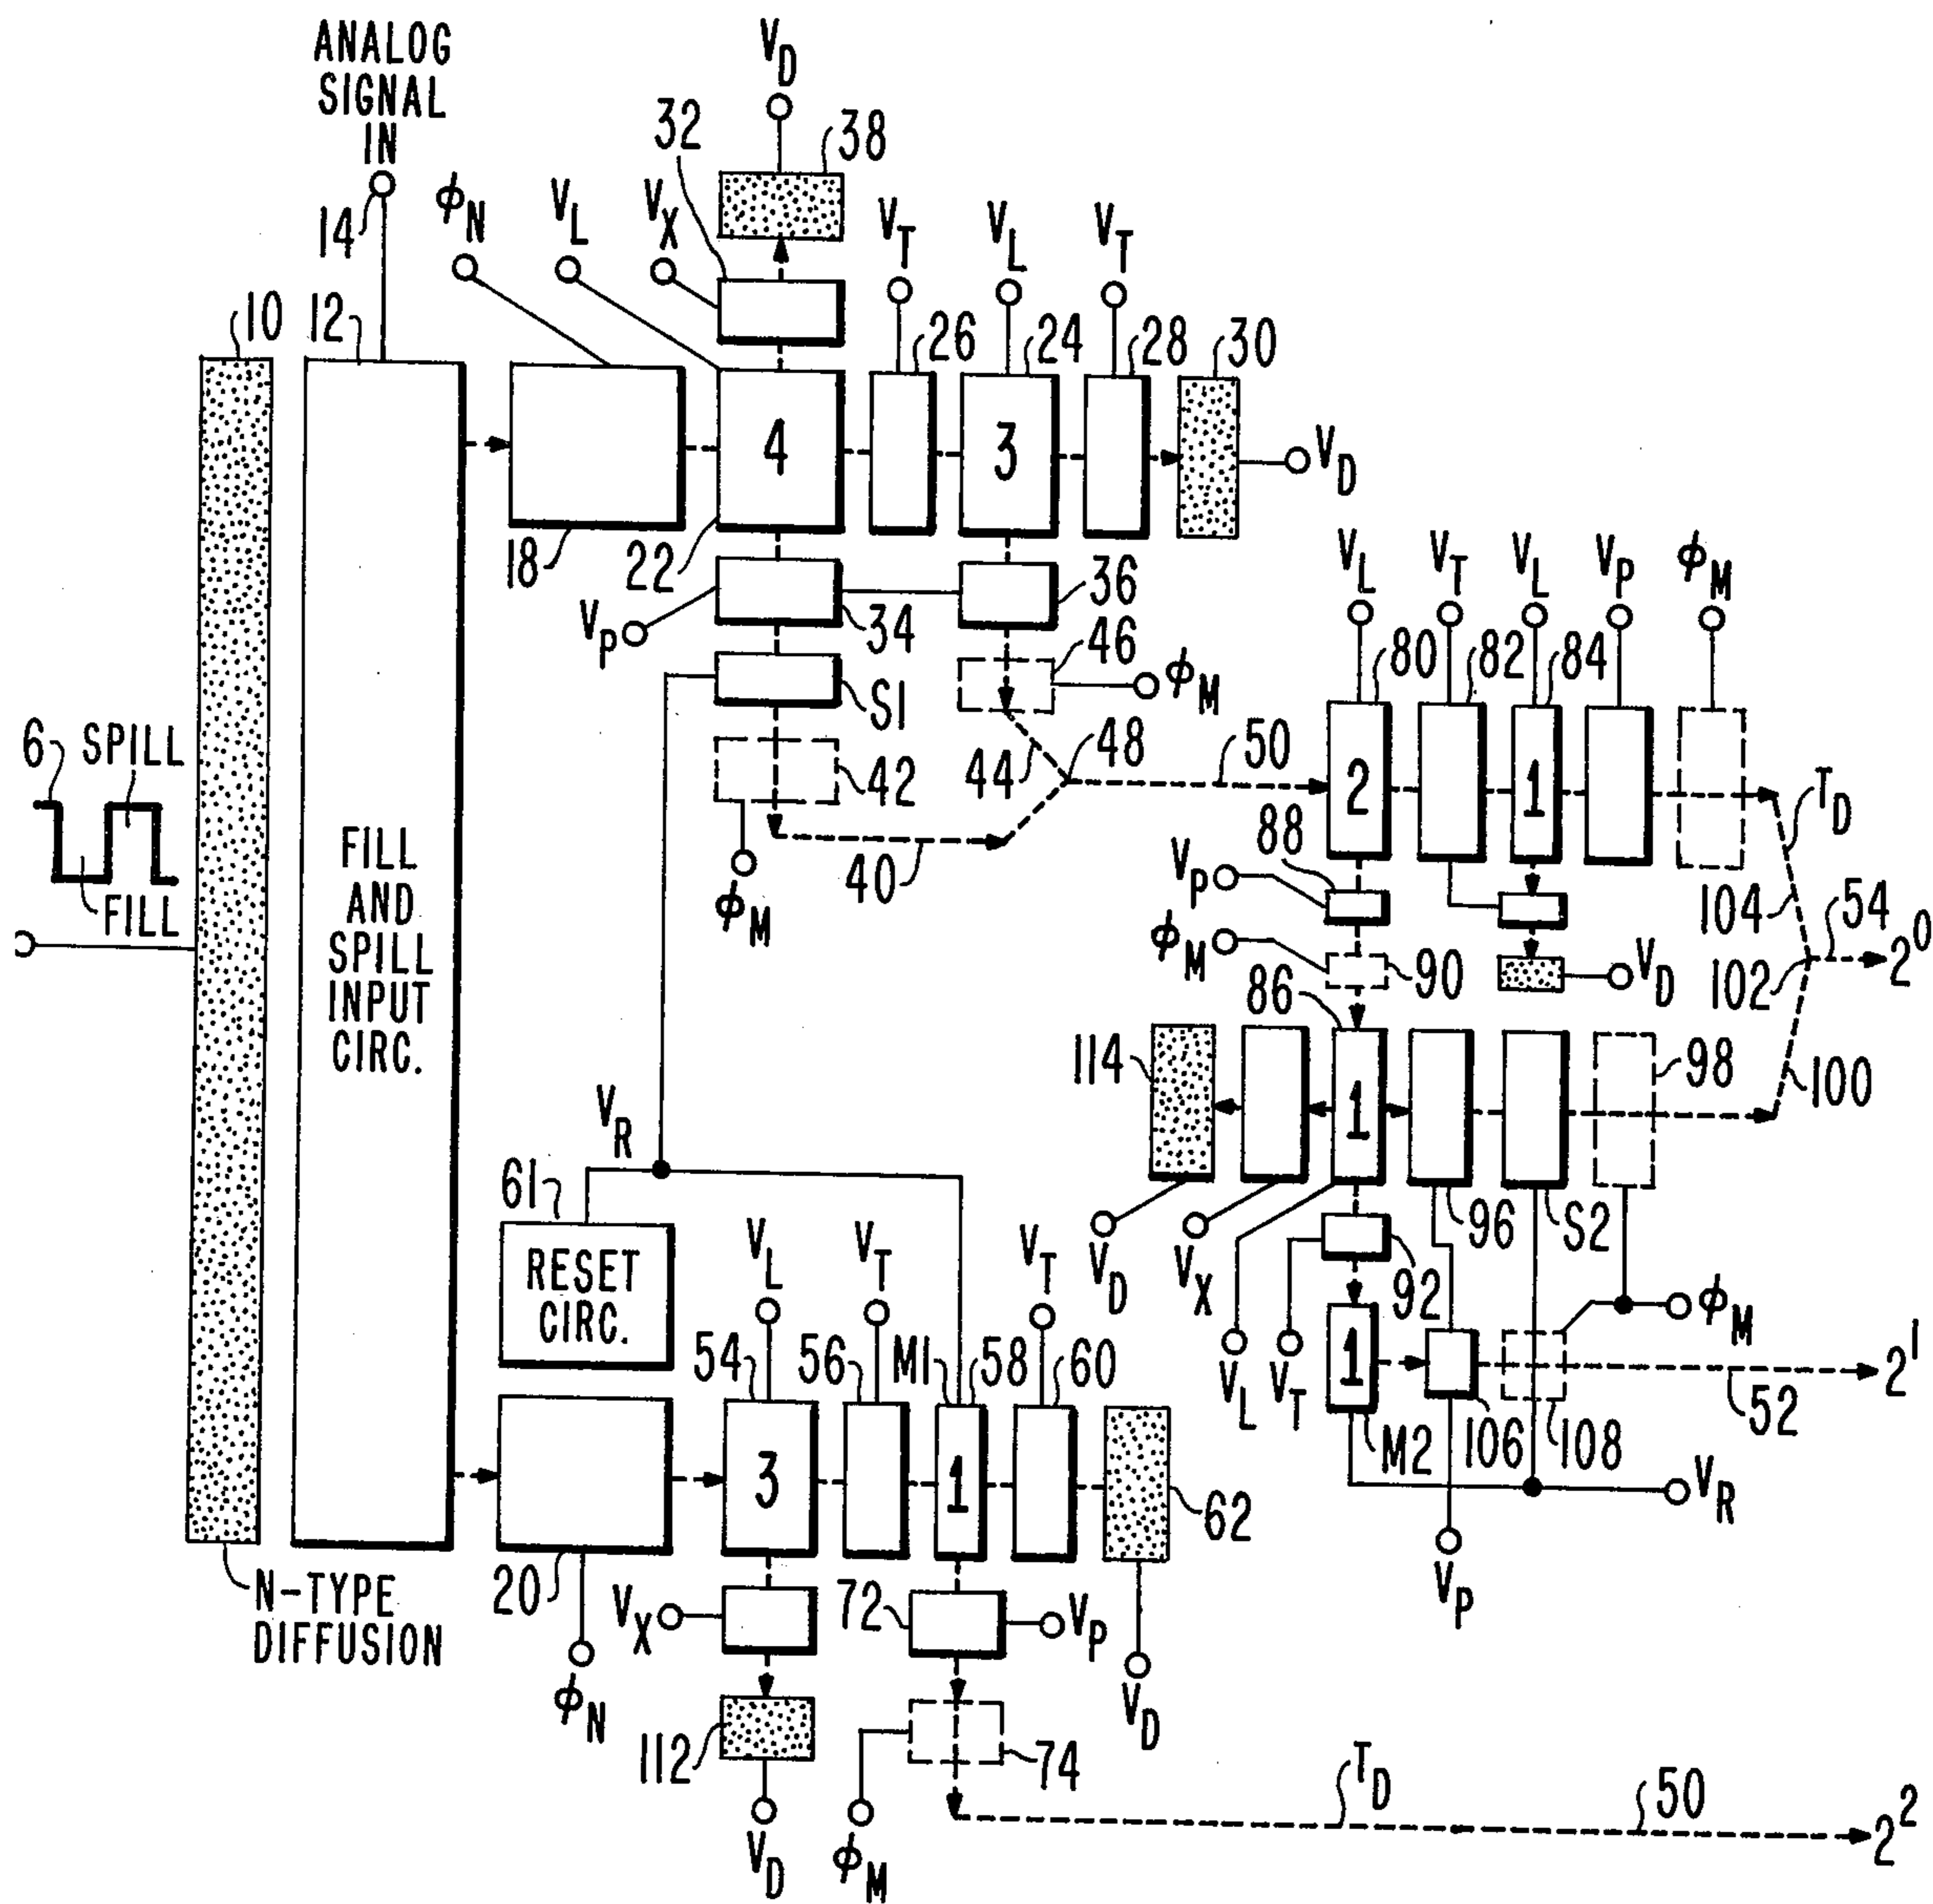 ANALOG
SIGNAL
IN
14
V_D
38
32
ϕ_N
V_L
V_X
V_T
V_L
V_T
10
12
26
24
28
30
4
3
V_D
18
22
V_P
34
36
S1
46
ϕ_M
42
ϕ_M
40
44
48
50
V_L
V_T
V_L
V_P
ϕ_M
80
82
84
2
1
T_D
88
V_P
ϕ_M
90
104
54
2^0
102
V_D
6
SPILL
FILL
FILL
AND
SPILL
INPUT
CIRC.
86
114
1
98
100
V_R
61
RESET
CIRC.
V_D
V_X
V_L
V_T
92
96
S2
ϕ_M
1
M2
106
108
52
2^1
V_R
V_P
V_L
V_T
V_T
54
56
M1
58
60
3
1
62
20
N-TYPE
DIFFUSION
ϕ_N
V_X
72
V_P
V_D
112
V_D
74
ϕ_M
T_D
50
2^2